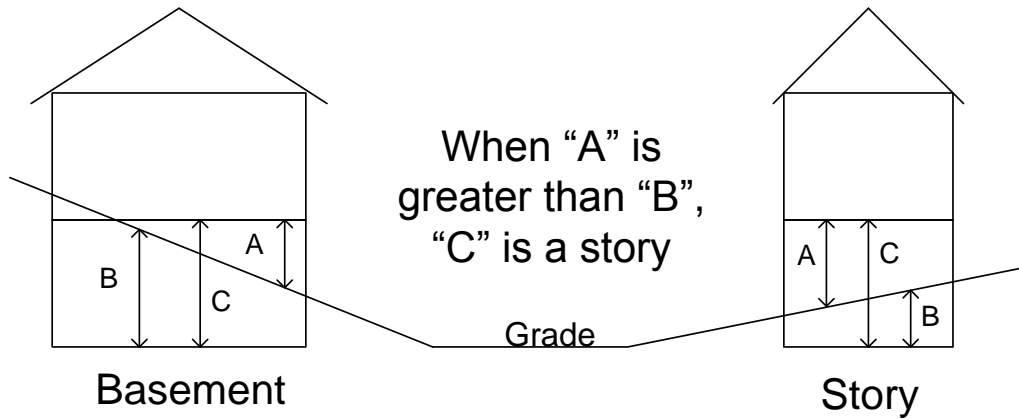 When “A” is
greater than “B”,
“C” is a story
A
B
C
A
C
B
Grade
Basement
Story